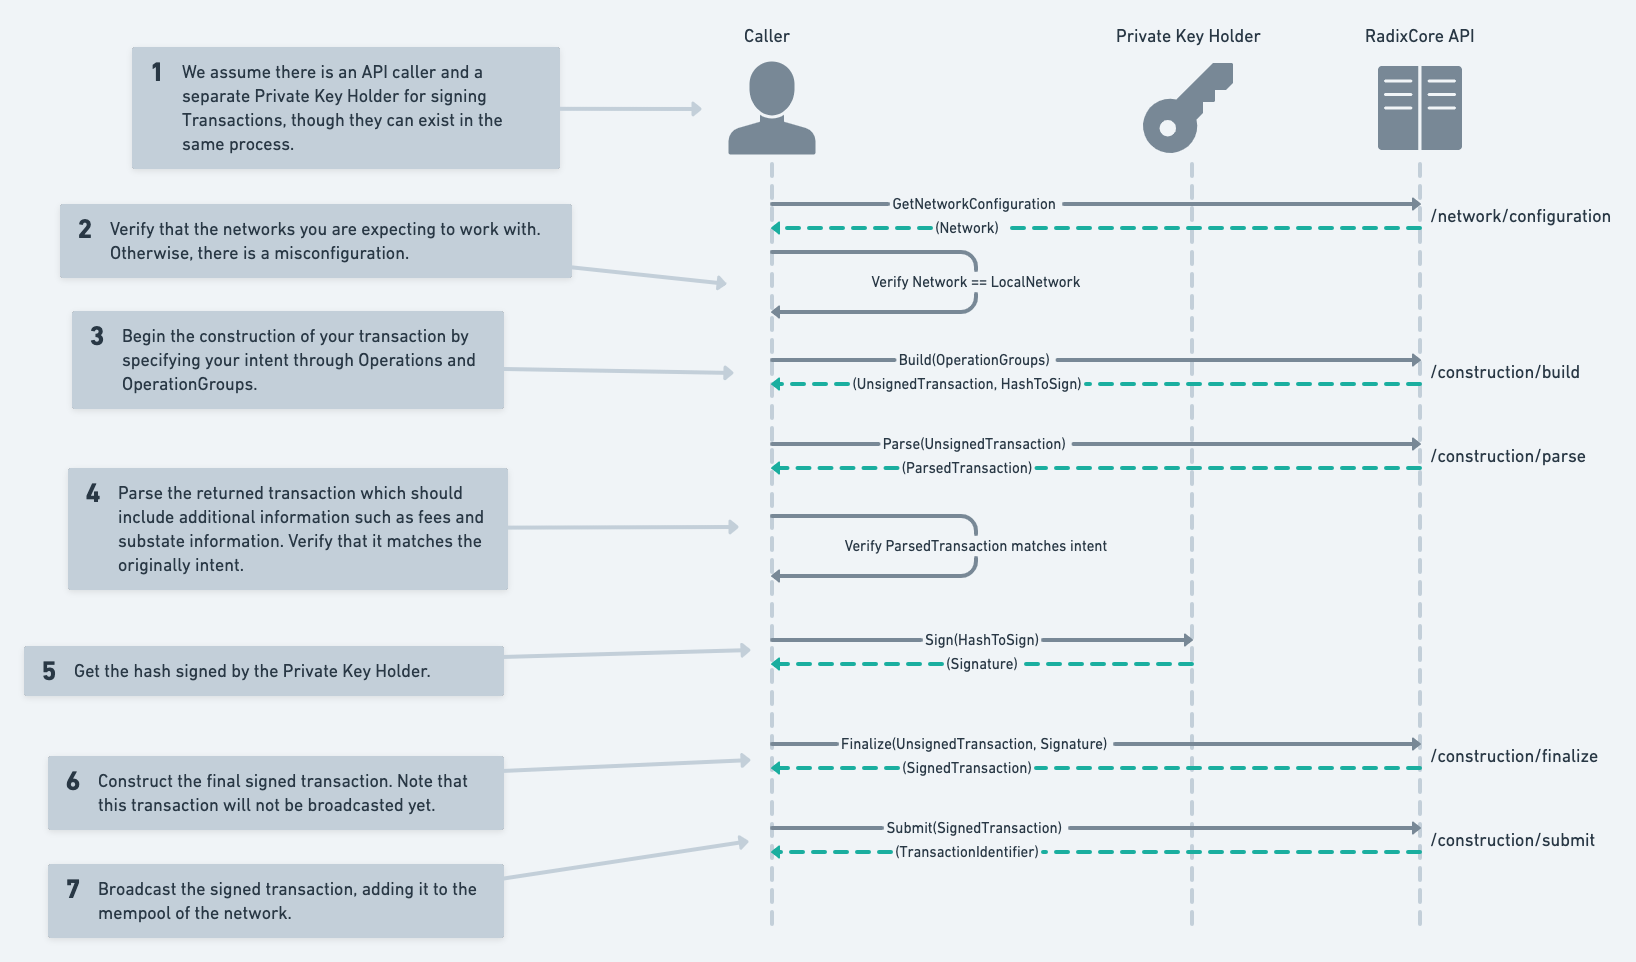 Caller
Private Key Holder
RadixCore API
1
We assume there is an API caller and a
separate Private Key Holder for signing
Transactions, though they can exist in the
same process.
GetNetworkConfiguration
(Network)
/network/configuration
2
Verify that the networks you are expecting to work with.
Otherwise, there is a misconfiguration.
Verify Network == LocalNetwork
3
Begin the construction of your transaction by
specifying your intent through Operations and
OperationGroups.
Build(OperationGroups)
(UnsignedTransaction, HashToSign)
/construction/build
Parse(UnsignedTransaction)
(ParsedTransaction)
/construction/parse
4
Parse the returned transaction which should
include additional information such as fees and
substate information. Verify that it matches the
originally intent.
Verify ParsedTransaction matches intent
5
Get the hash signed by the Private Key Holder.
Sign(HashToSign)
(Signature)
Finalize(UnsignedTransaction, Signature)
(SignedTransaction)
/construction/finalize
6
Construct the final signed transaction. Note that
this transaction will not be broadcasted yet.
Submit(SignedTransaction)
(TransactionIdentifier)
/construction/submit
7
Broadcast the signed transaction, adding it to the
mempool of the network.